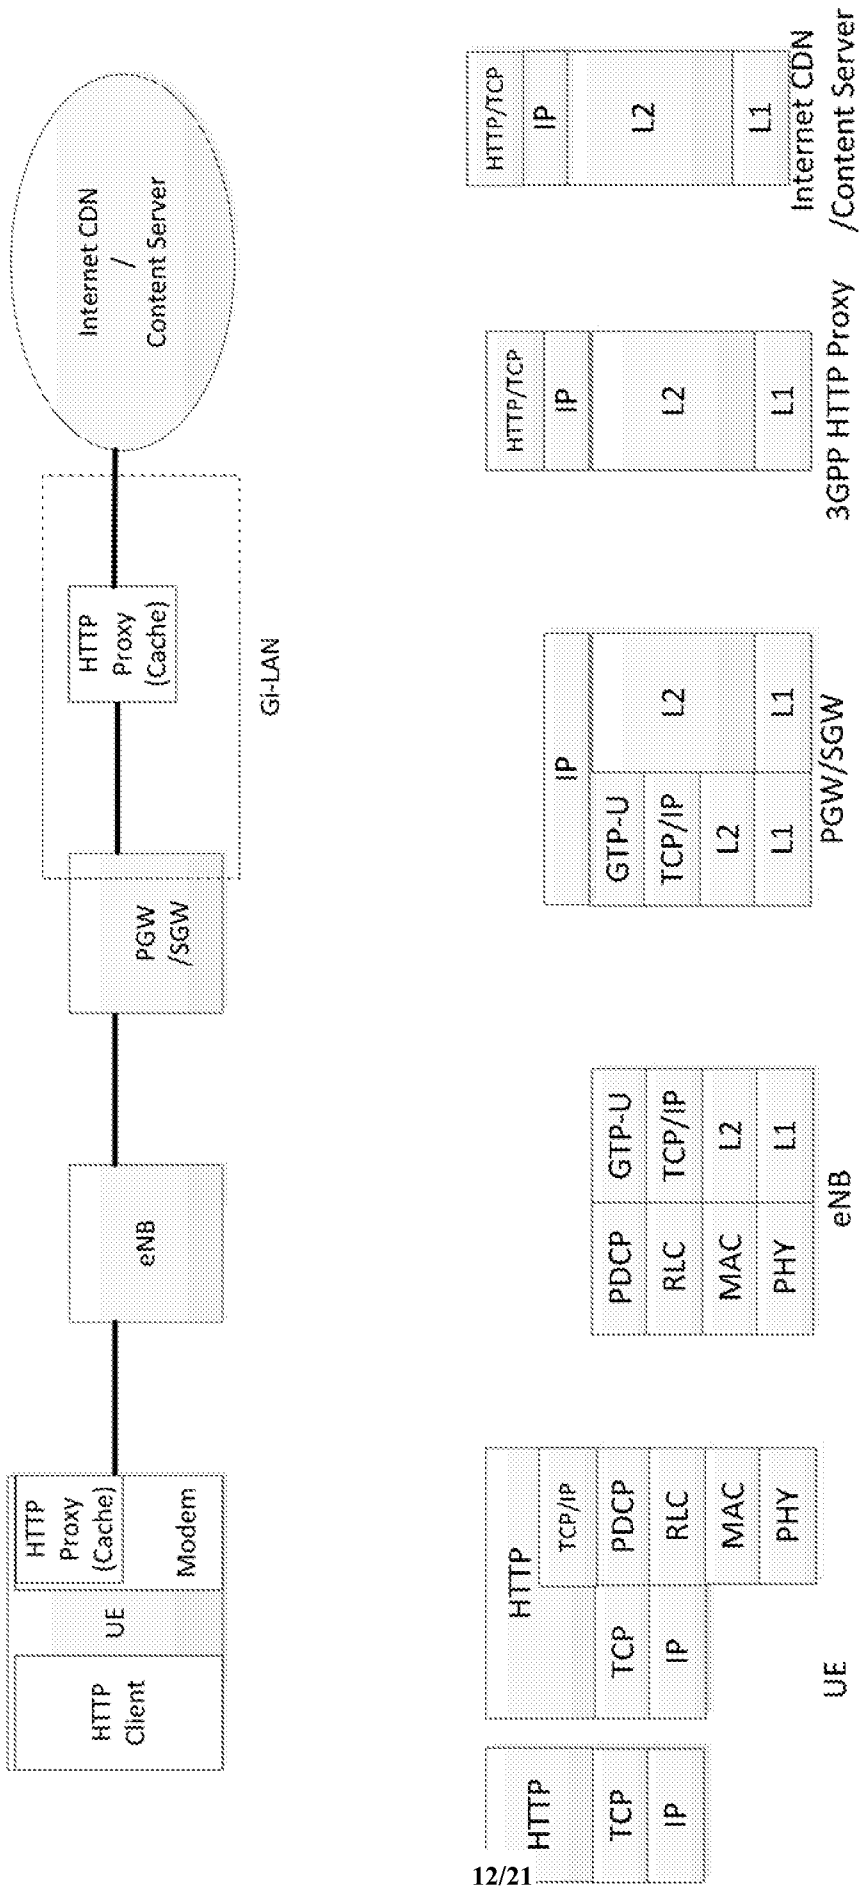 HTTP
Client
UE
HTTP
Proxy
(Cache)
Modem
eNB
PGW
/SGW
HTTP
Proxy
(Cache)
Gi-LAN
Internet CDN
/
Content Server
HTTP
TCP
IP
HTTP
TCP
IP
TCP/IP
PDCP
RLC
MAC
PHY
UE
PDCP
RLC
MAC
PHY
GTP-U
TCP/IP
L2
L1
eNB
IP
GTP-U
TCP/IP
L2
L1
L2
L1
PGW/SGW
HTTP/TCP
IP
L2
L1
3GPP HTTP Proxy
HTTP/TCP
IP
L2
L1
Internet CDN
/Content Server
12/21